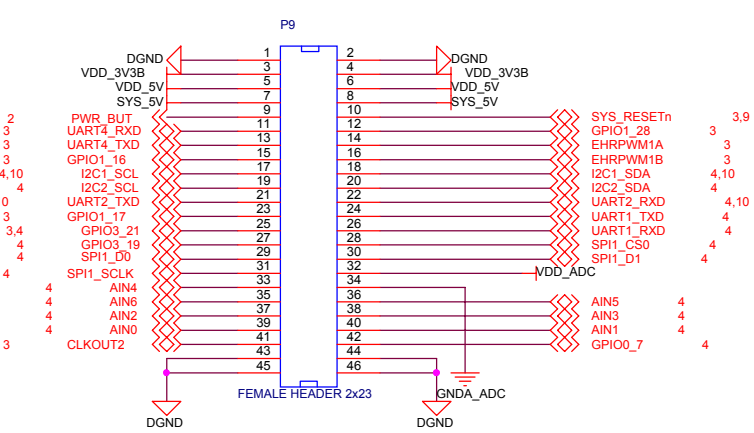 P9
DGND 1 2 DGND
VDD_3V3B 3 4 VDD_3V3B
VDD_5V 5 6 VDD_5V
SYS_5V 7 8 SYS_5V
2 PWR_BUT 9 10 SYS_RESETn 3,9
3 UART4_RXD 11 12 GPIO1_28 3
3 UART4_TXD 13 14 EHRPWM1A 3
3 GPIO1_16 15 16 EHRPWM1B 3
4,10 I2C1_SCL 17 18 I2C1_SDA 4,10
4 I2C2_SCL 19 20 I2C2_SDA 4
0 UART2_TXD 21 22 UART2_RXD 4,10
3 GPIO1_17 23 24 UART1_TXD 4
3,4 GPIO3_21 25 26 UART1_RXD 4
4 GPIO3_19 27 28 SPI1_CS0 4
4 SPI1_D0 29 30 SPI1_D1 4
4 SPI1_SCLK 31 32 VDD_ADC
4 AIN4 33 34
4 AIN6 35 36 AIN5 4
4 AIN2 37 38 AIN3 4
4 AIN0 39 40 AIN1 4
3 CLKOUT2 41 42 GPIO0_7 4
43 44
45 46
FEMALE HEADER 2x23 GNDA_ADC
DGND DGND